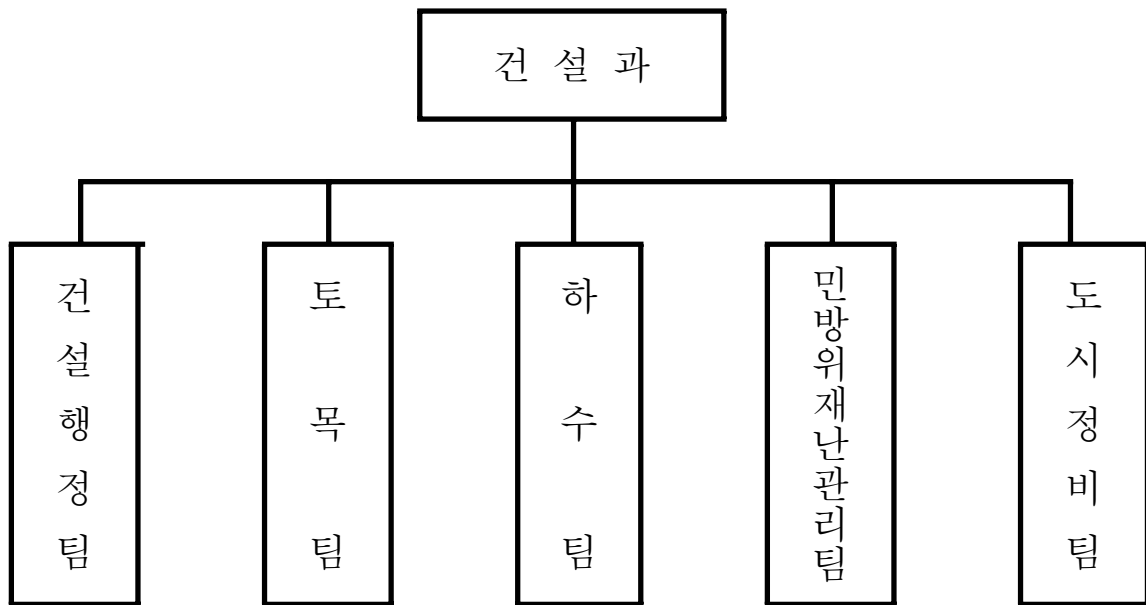 건 설 과
건설행정팀
토목팀
하수팀
민방위재난관리팀
도시정비팀